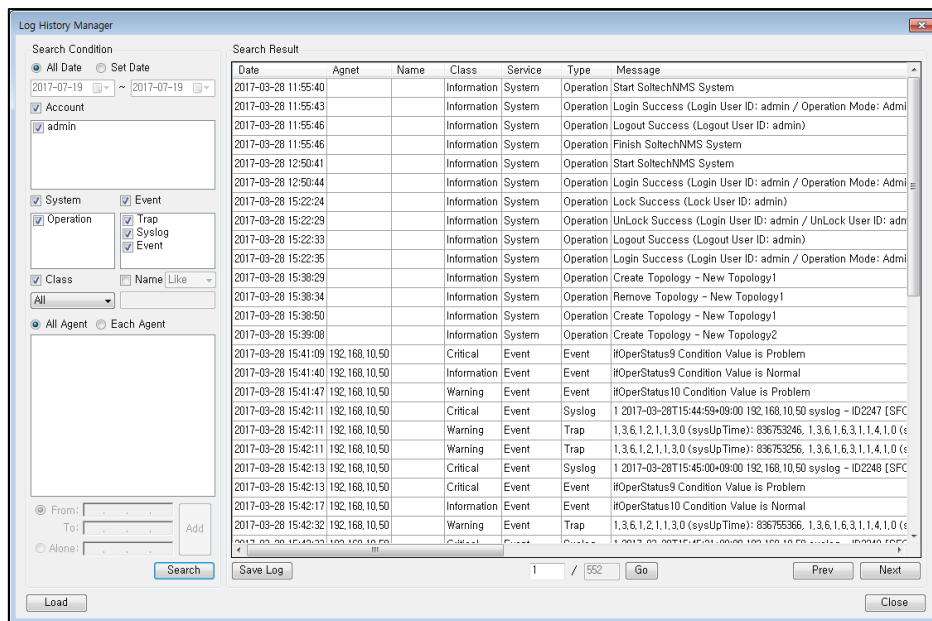 Log History Manager
Search Condition
All Date Set Date
2017-07-19 ~ 2017-07-19
Account
admin
System Event
Operation Trap
Syslog
Event
Class Name Like
All
All Agent Each Agent
From: . . .
To: . . . Add
Alone: . . .
Search
Load
Search Result
Date Agnet Name Class Service Type Message
2017-03-28 11:55:40 Information System Operation Start SoltechNMS System
2017-03-28 11:55:43 Information System Operation Login Success (Login User ID: admin / Operation Mode: Admi
2017-03-28 11:55:46 Information System Operation Logout Success (Logout User ID: admin)
2017-03-28 11:55:46 Information System Operation Finish SoltechNMS System
2017-03-28 12:50:41 Information System Operation Start SoltechNMS System
2017-03-28 12:50:44 Information System Operation Login Success (Login User ID: admin / Operation Mode: Admi
2017-03-28 15:22:24 Information System Operation Lock Success (Lock User ID: admin)
2017-03-28 15:22:29 Information System Operation UnLock Success (Login User ID: admin / UnLock User ID: adm
2017-03-28 15:22:33 Information System Operation Logout Success (Logout User ID: admin)
2017-03-28 15:22:35 Information System Operation Login Success (Login User ID: admin / Operation Mode: Admi
2017-03-28 15:38:29 Information System Operation Create Topology - New Topology1
2017-03-28 15:38:34 Information System Operation Remove Topology - New Topology1
2017-03-28 15:38:50 Information System Operation Create Topology - New Topology1
2017-03-28 15:39:08 Information System Operation Create Topology - New Topology2
2017-03-28 15:41:09 192,168,10,50 Critical Event Event ifOperStatus9 Condition Value is Problem
2017-03-28 15:41:40 192,168,10,50 Information Event Event ifOperStatus9 Condition Value is Normal
2017-03-28 15:41:47 192,168,10,50 Warning Event Event ifOperStatus10 Condition Value is Problem
2017-03-28 15:42:11 192,168,10,50 Critical Event Syslog 1 2017-03-28T15:44:59+09:00 192,168,10,50 syslog - ID2247 [SFC
2017-03-28 15:42:11 192,168,10,50 Warning Event Trap 1,3,6,1,2,1,1,3,0 (sysUpTime): 836753246, 1,3,6,1,6,3,1,1,4,1,0 (s
2017-03-28 15:42:11 192,168,10,50 Warning Event Trap 1,3,6,1,2,1,1,3,0 (sysUpTime): 836753256, 1,3,6,1,6,3,1,1,4,1,0 (s
2017-03-28 15:42:13 192,168,10,50 Critical Event Syslog 1 2017-03-28T15:45:00+09:00 192,168,10,50 syslog - ID2248 [SFC
2017-03-28 15:42:13 192,168,10,50 Critical Event Event ifOperStatus9 Condition Value is Problem
2017-03-28 15:42:17 192,168,10,50 Information Event Event ifOperStatus10 Condition Value is Normal
2017-03-28 15:42:32 192,168,10,50 Warning Event Trap 1,3,6,1,2,1,1,3,0 (sysUpTime): 836755366, 1,3,6,1,6,3,1,1,4,1,0 (s
Save Log 1 / 552 Go Prev Next
Close